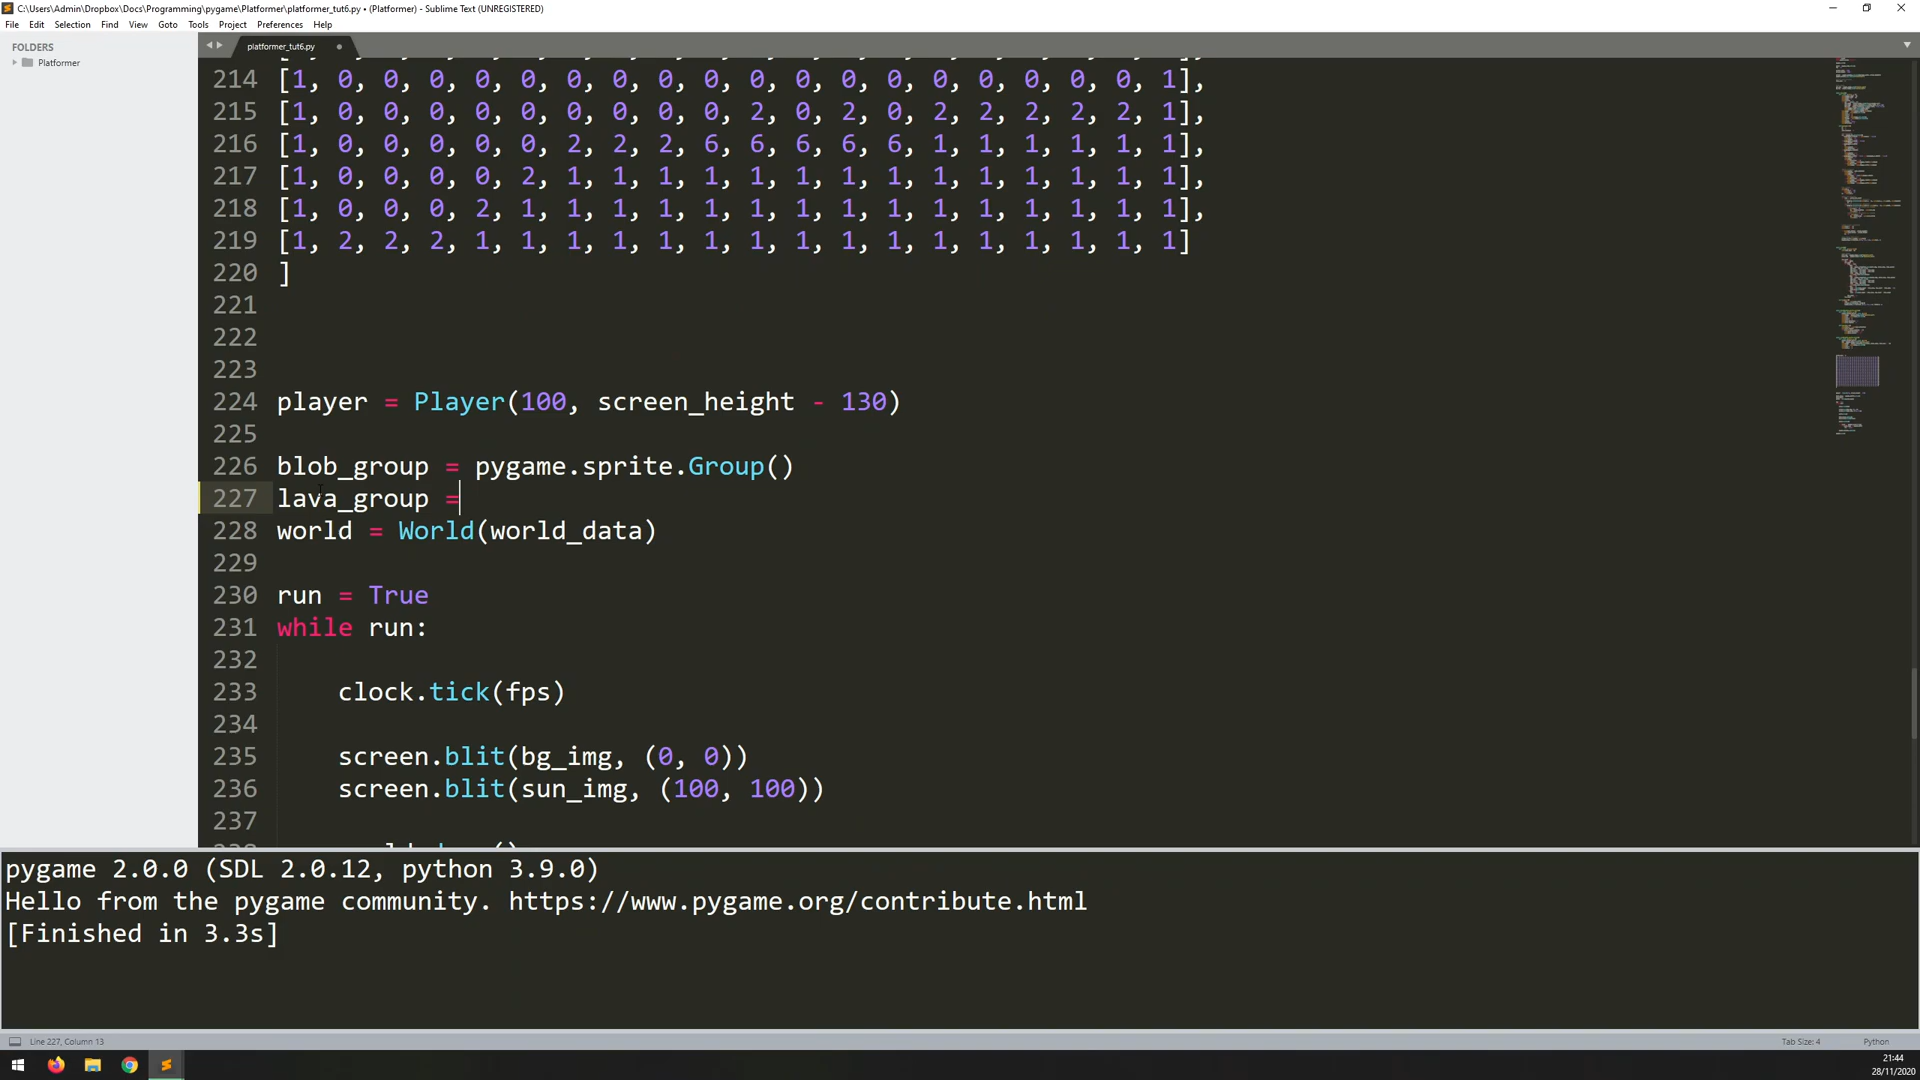 C:\Users\Admin\Dropbox\Docs\Programming\pygame\Platformer\platformer_tut6.py • (Platformer) - Sublime Text (UNREGISTERED)
File Edit Selection Find View Goto Tools Project Preferences Help
FOLDERS
Platformer
platformer_tut6.py
214 [1, 0, 0, 0, 0, 0, 0, 0, 0, 0, 0, 0, 0, 0, 0, 0, 0, 0, 0, 1],
215 [1, 0, 0, 0, 0, 0, 0, 0, 0, 0, 2, 0, 2, 0, 2, 2, 2, 2, 2, 1],
216 [1, 0, 0, 0, 0, 0, 2, 2, 2, 6, 6, 6, 6, 6, 1, 1, 1, 1, 1, 1],
217 [1, 0, 0, 0, 0, 2, 1, 1, 1, 1, 1, 1, 1, 1, 1, 1, 1, 1, 1, 1],
218 [1, 0, 0, 0, 2, 1, 1, 1, 1, 1, 1, 1, 1, 1, 1, 1, 1, 1, 1, 1],
219 [1, 2, 2, 2, 1, 1, 1, 1, 1, 1, 1, 1, 1, 1, 1, 1, 1, 1, 1, 1]
220 ]
221
222
223
224 player = Player(100, screen_height - 130)
225
226 blob_group = pygame.sprite.Group()
227 lava_group =
228 world = World(world_data)
229
230 run = True
231 while run:
232
233 clock.tick(fps)
234
235 screen.blit(bg_img, (0, 0))
236 screen.blit(sun_img, (100, 100))
237
pygame 2.0.0 (SDL 2.0.12, python 3.9.0)
Hello from the pygame community. https://www.pygame.org/contribute.html
[Finished in 3.3s]
Line 227, Column 13
Tab Size: 4
Python
21:44
28/11/2020